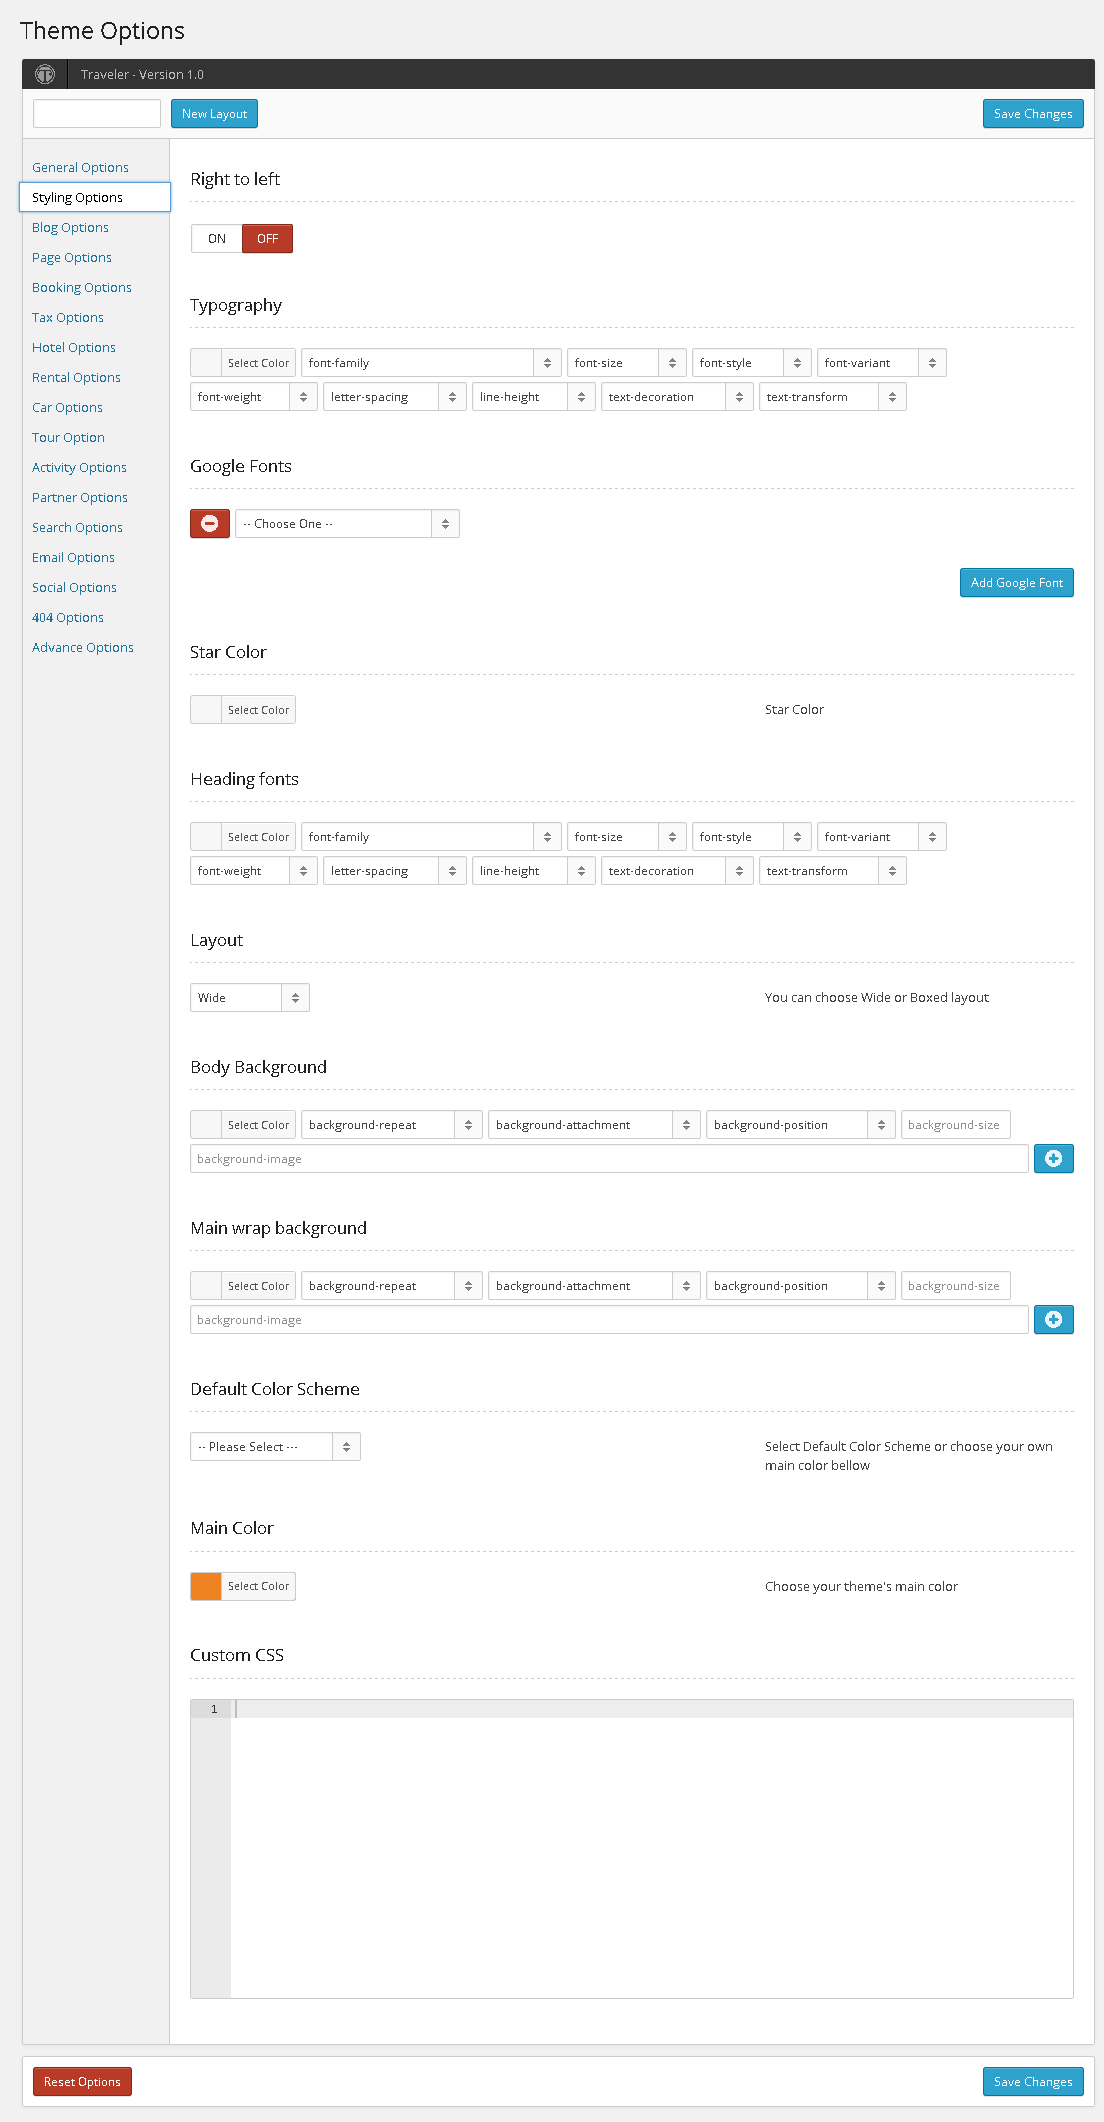 Theme Options
Traveler - Version 1.0
New Layout
Save Changes
General Options
Styling Options
Blog Options
Page Options
Booking Options
Tax Options
Hotel Options
Rental Options
Car Options
Tour Option
Activity Options
Partner Options
Search Options
Email Options
Social Options
404 Options
Advance Options
Right to left
ON OFF
Typography
Select Color font-family font-size font-style font-variant
font-weight letter-spacing line-height text-decoration text-transform
Google Fonts
-- Choose One --
Add Google Font
Star Color
Select Color Star Color
Heading fonts
Select Color font-family font-size font-style font-variant
font-weight letter-spacing line-height text-decoration text-transform
Layout
Wide You can choose Wide or Boxed layout
Body Background
Select Color background-repeat background-attachment background-position background-size
background-image
Main wrap background
Select Color background-repeat background-attachment background-position background-size
background-image
Default Color Scheme
-- Please Select --- Select Default Color Scheme or choose your own
main color bellow
Main Color
Select Color Choose your theme's main color
Custom CSS
1
Reset Options Save Changes